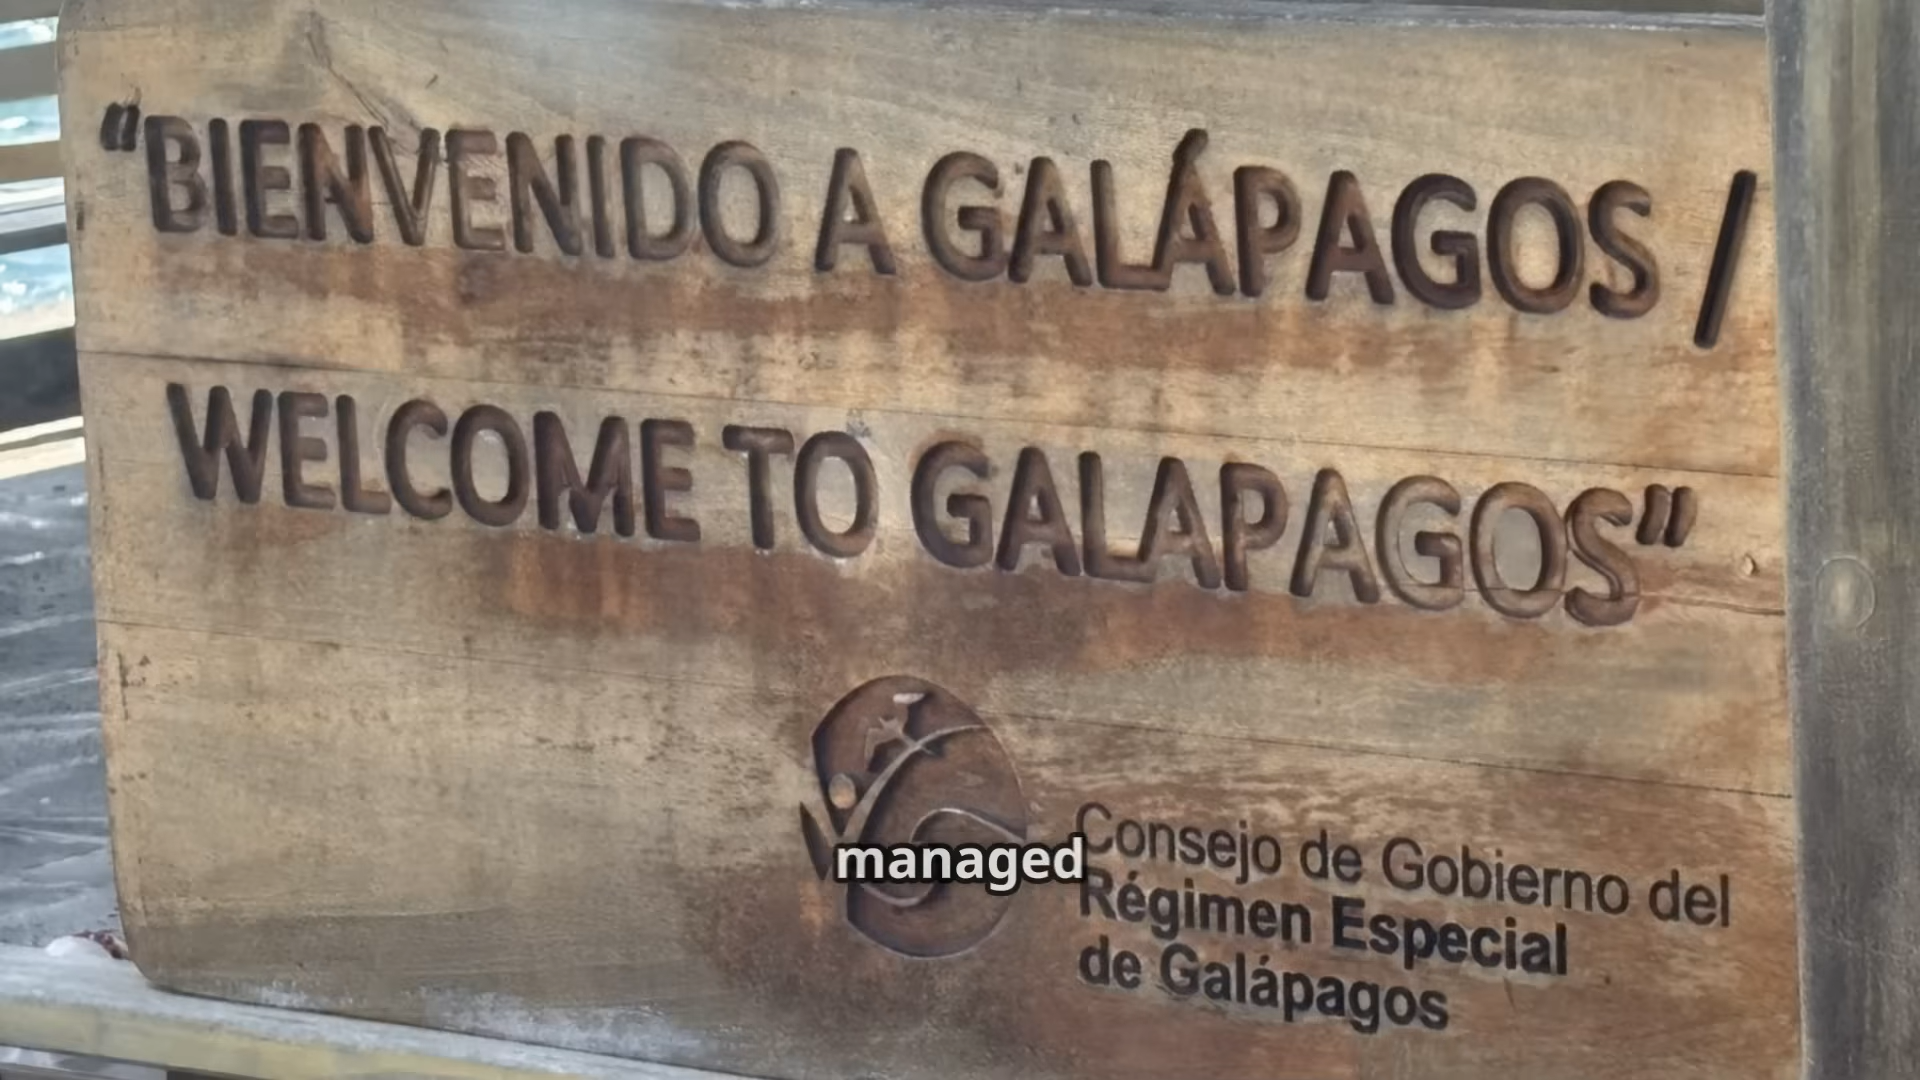 "BIENVENIDO A GALÁPAGOS /
WELCOME TO GALAPAGOS"
managed
Consejo de Gobierno del
Régimen Especial
de Galápagos